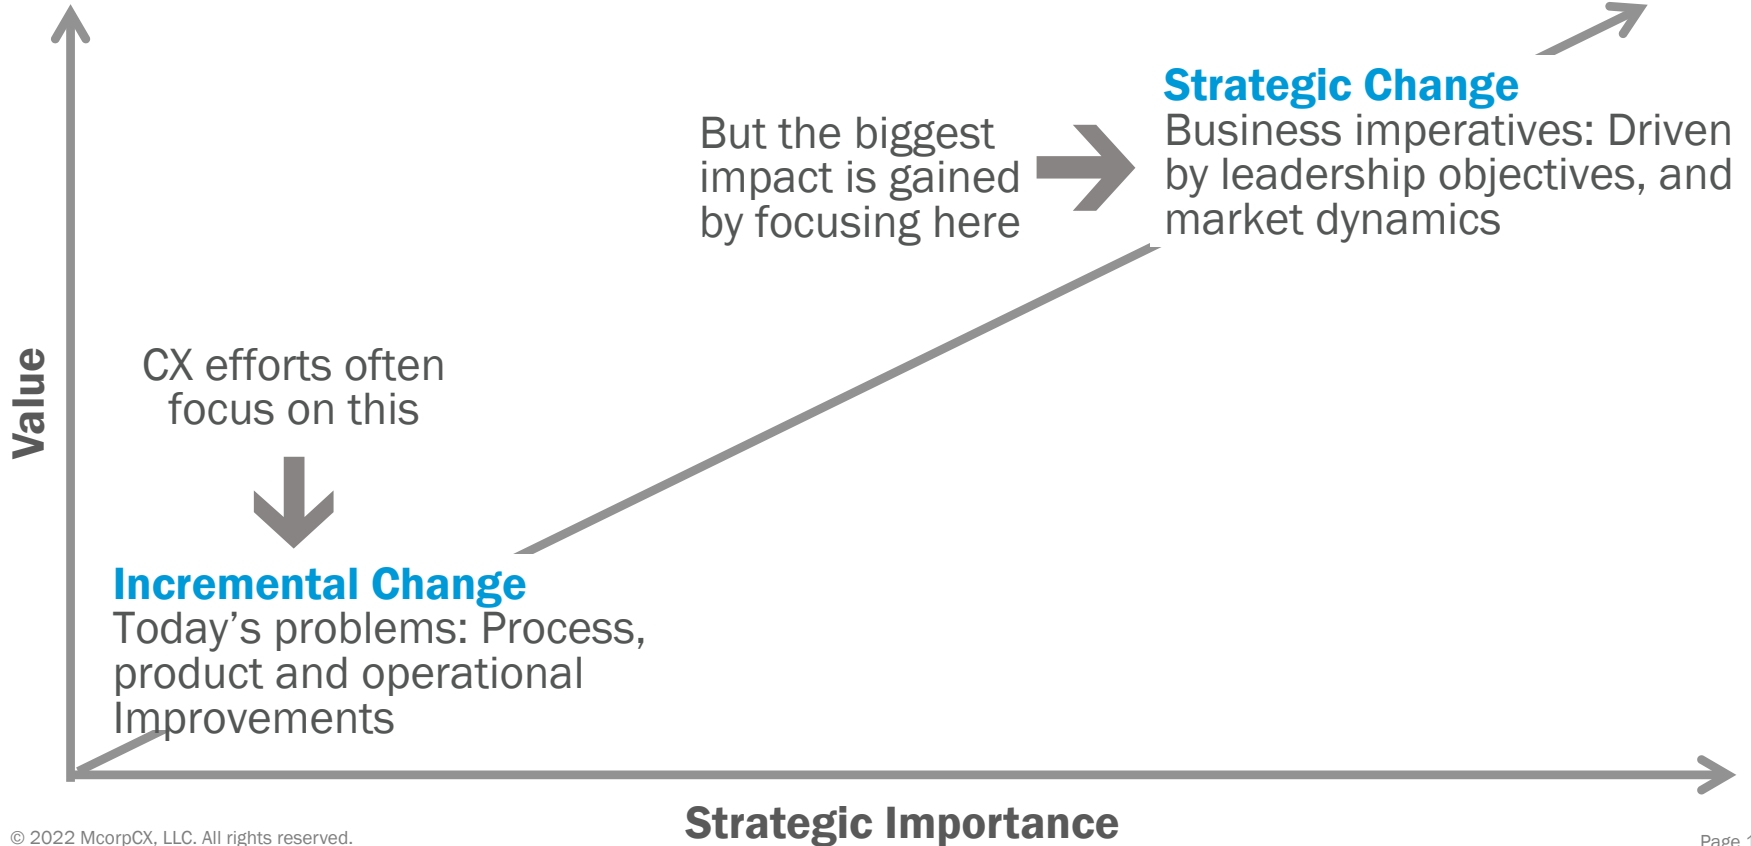 Strategic Change
Business imperatives: Driven
by leadership objectives, and
market dynamics
But the biggest
impact is gained
by focusing here
Value
CX efforts often
focus on this
Incremental Change
Today’s problems: Process,
product and operational
Improvements
Strategic Importance
© 2022 McorpCX, LLC. All rights reserved.
Page 1